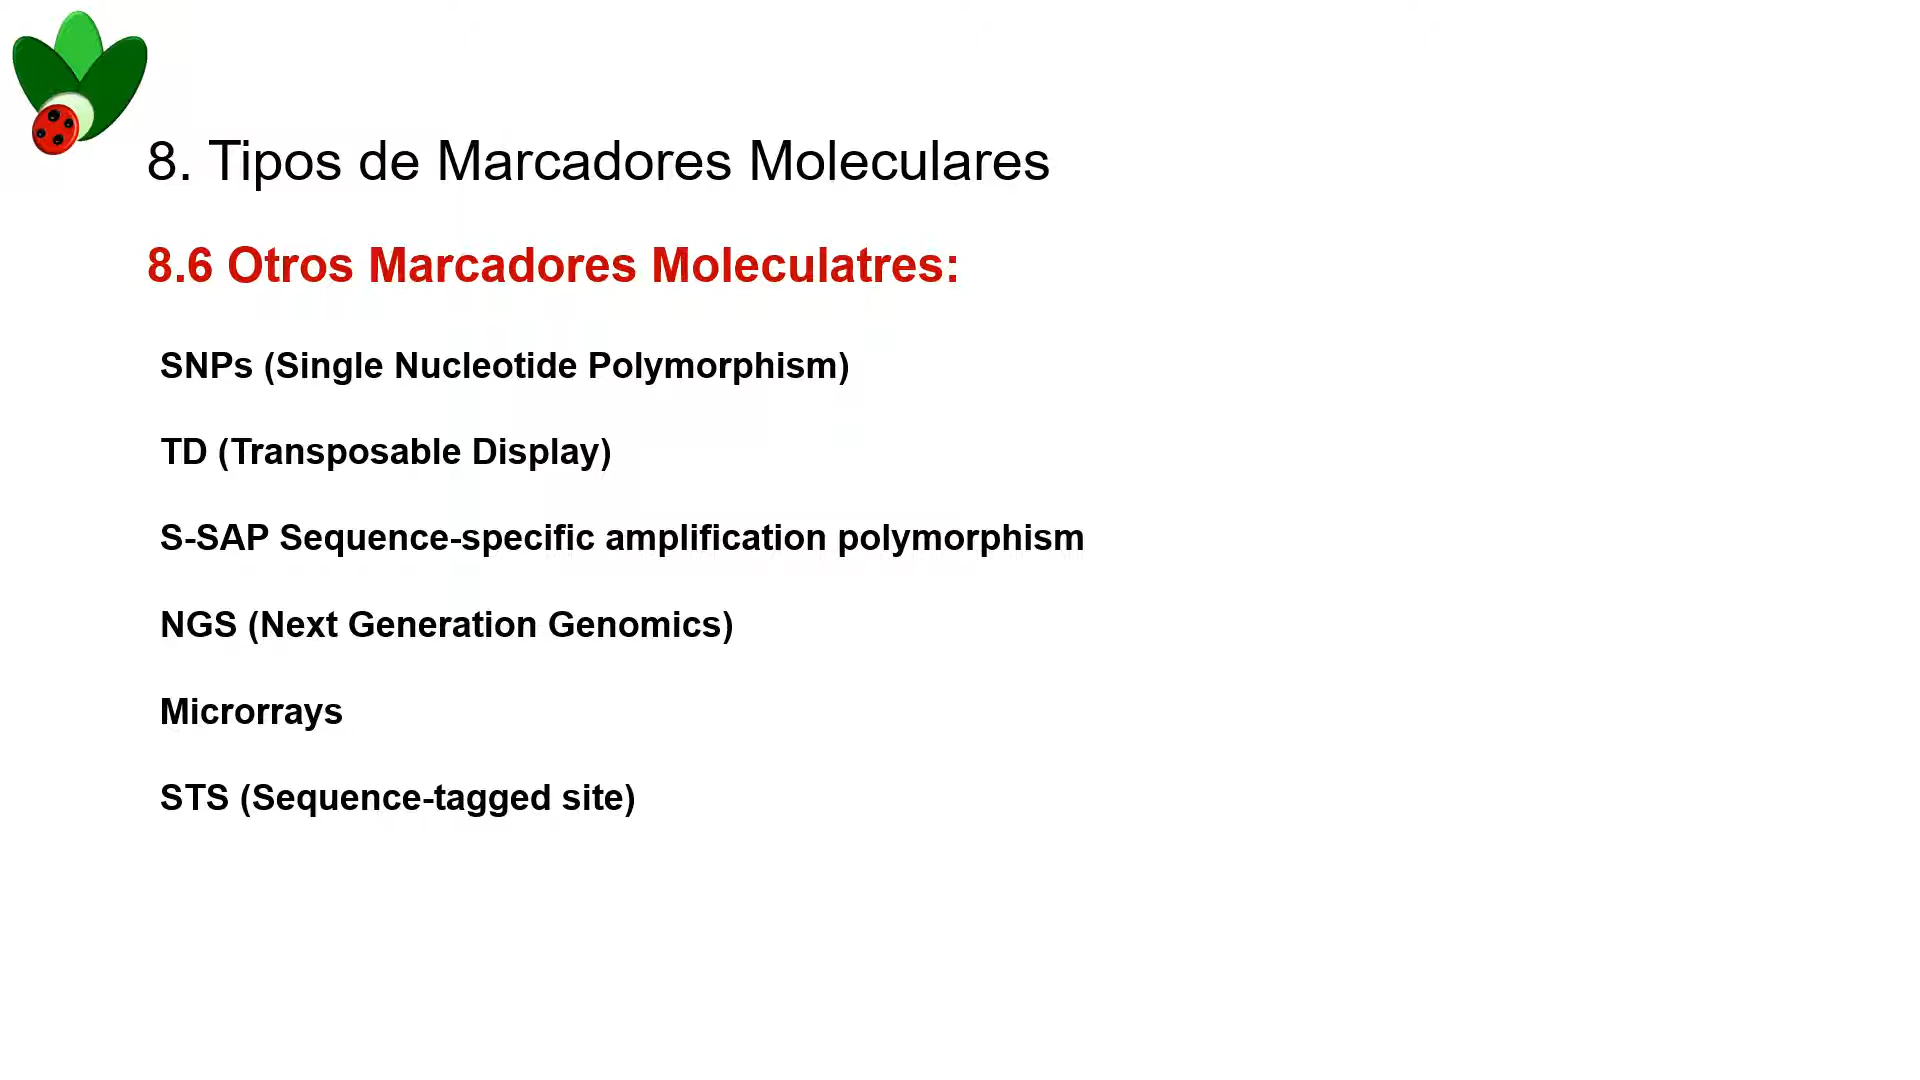 8. Tipos de Marcadores Moleculares
8.6 Otros Marcadores Moleculatres:
SNPs (Single Nucleotide Polymorphism)
TD (Transposable Display)
S-SAP Sequence-specific amplification polymorphism
NGS (Next Generation Genomics)
Microrrays
STS (Sequence-tagged site)